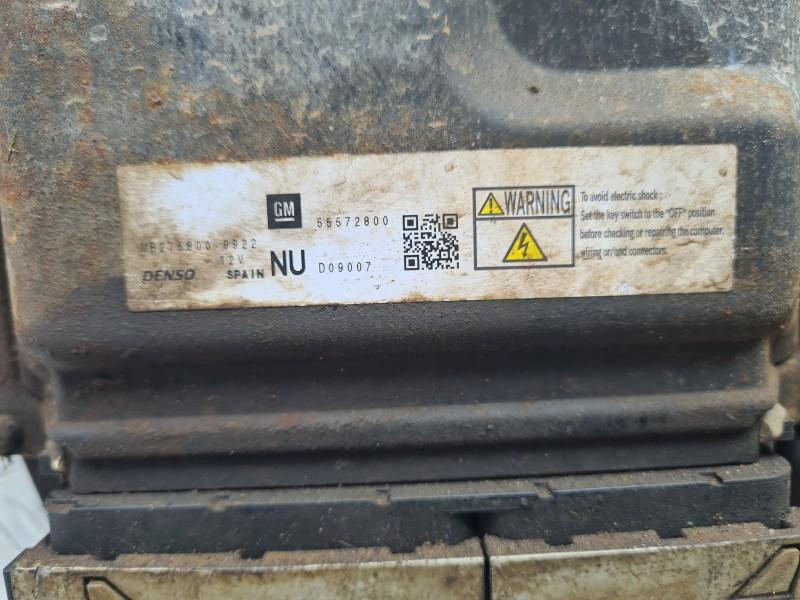 GM
55572800
MB275800-9922
12V
DENSO
SPAIN
NU
D09007
WARNING
To avoid electric shock ;
Set the key switch to the "OFF" position
before checking or repairing the computer,
wiring or/and connectors.